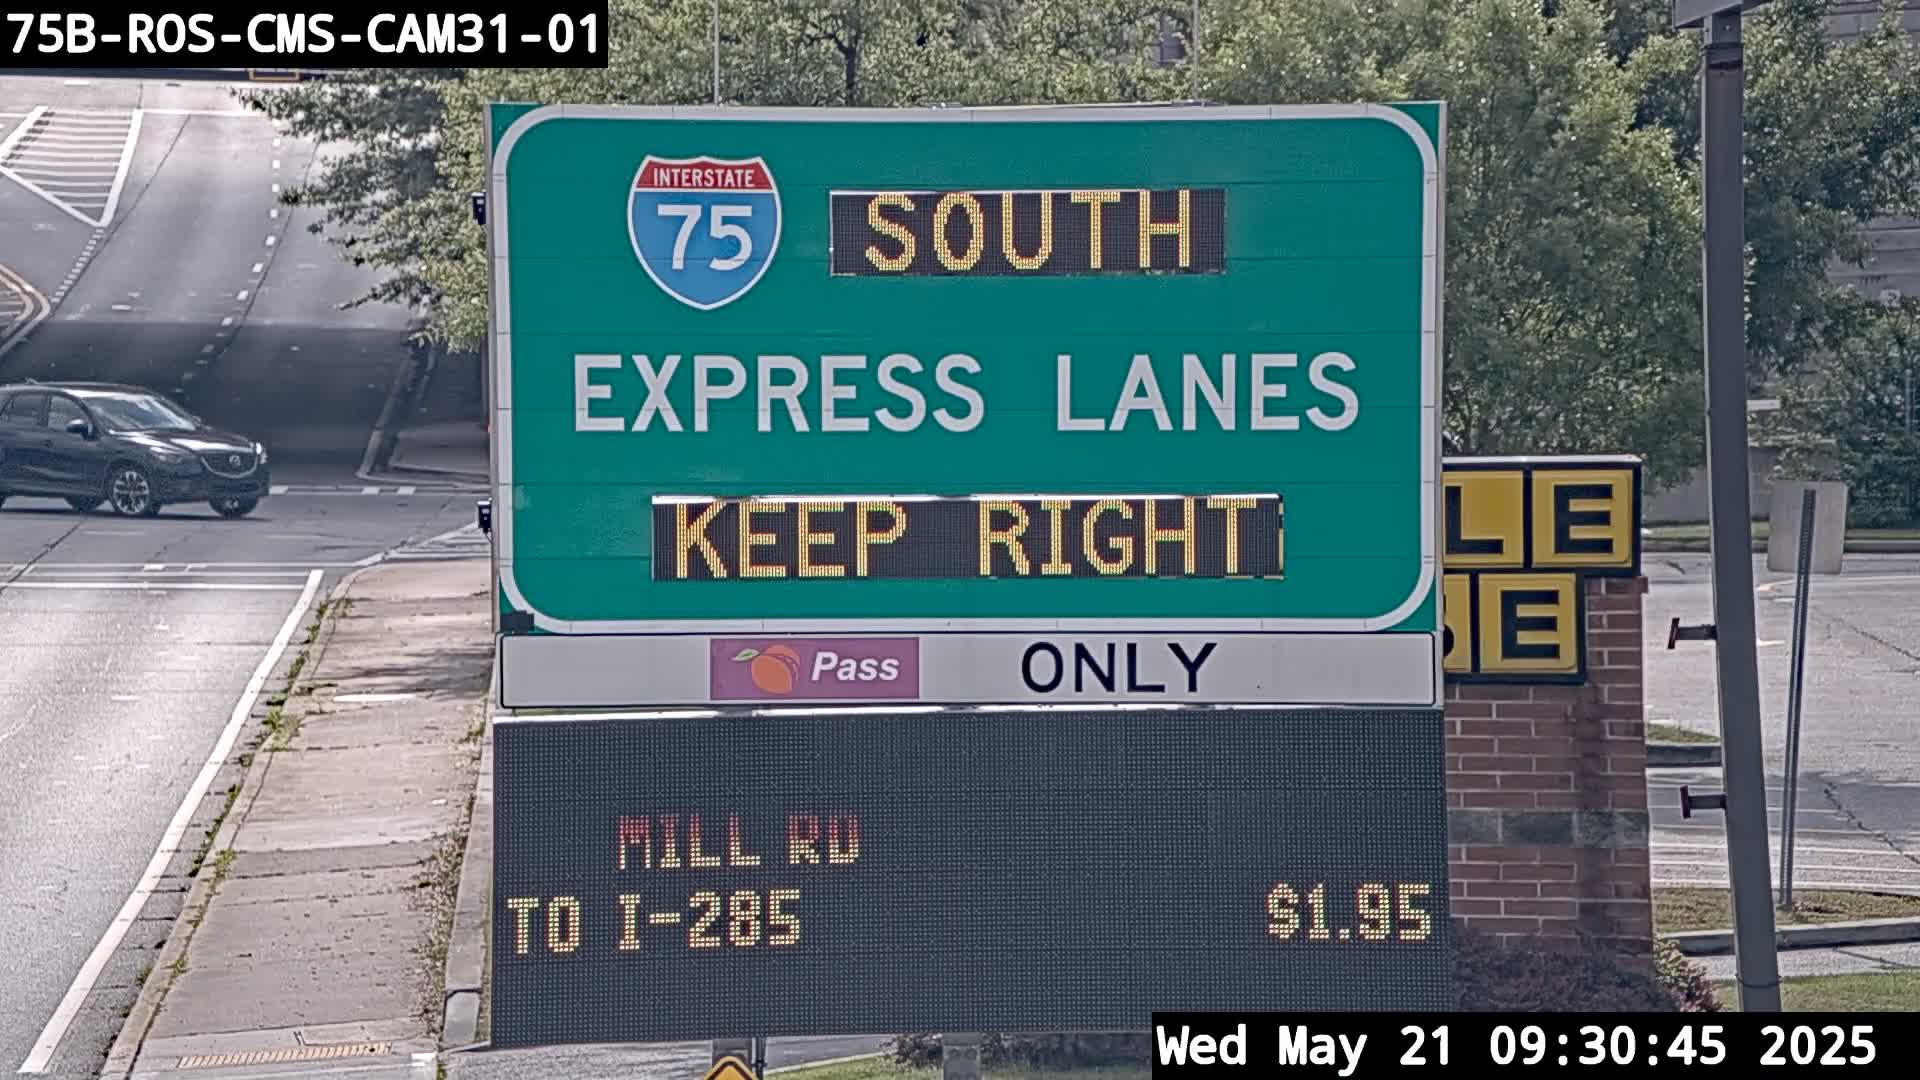 75B-ROS-CMS-CAM31-01
INTERSTATE
75
SOUTH
EXPRESS LANES
KEEP RIGHT
LE
E
Pass
ONLY
MILL RD
TO I-285 $1.95
Wed May 21 09:30:45 2025